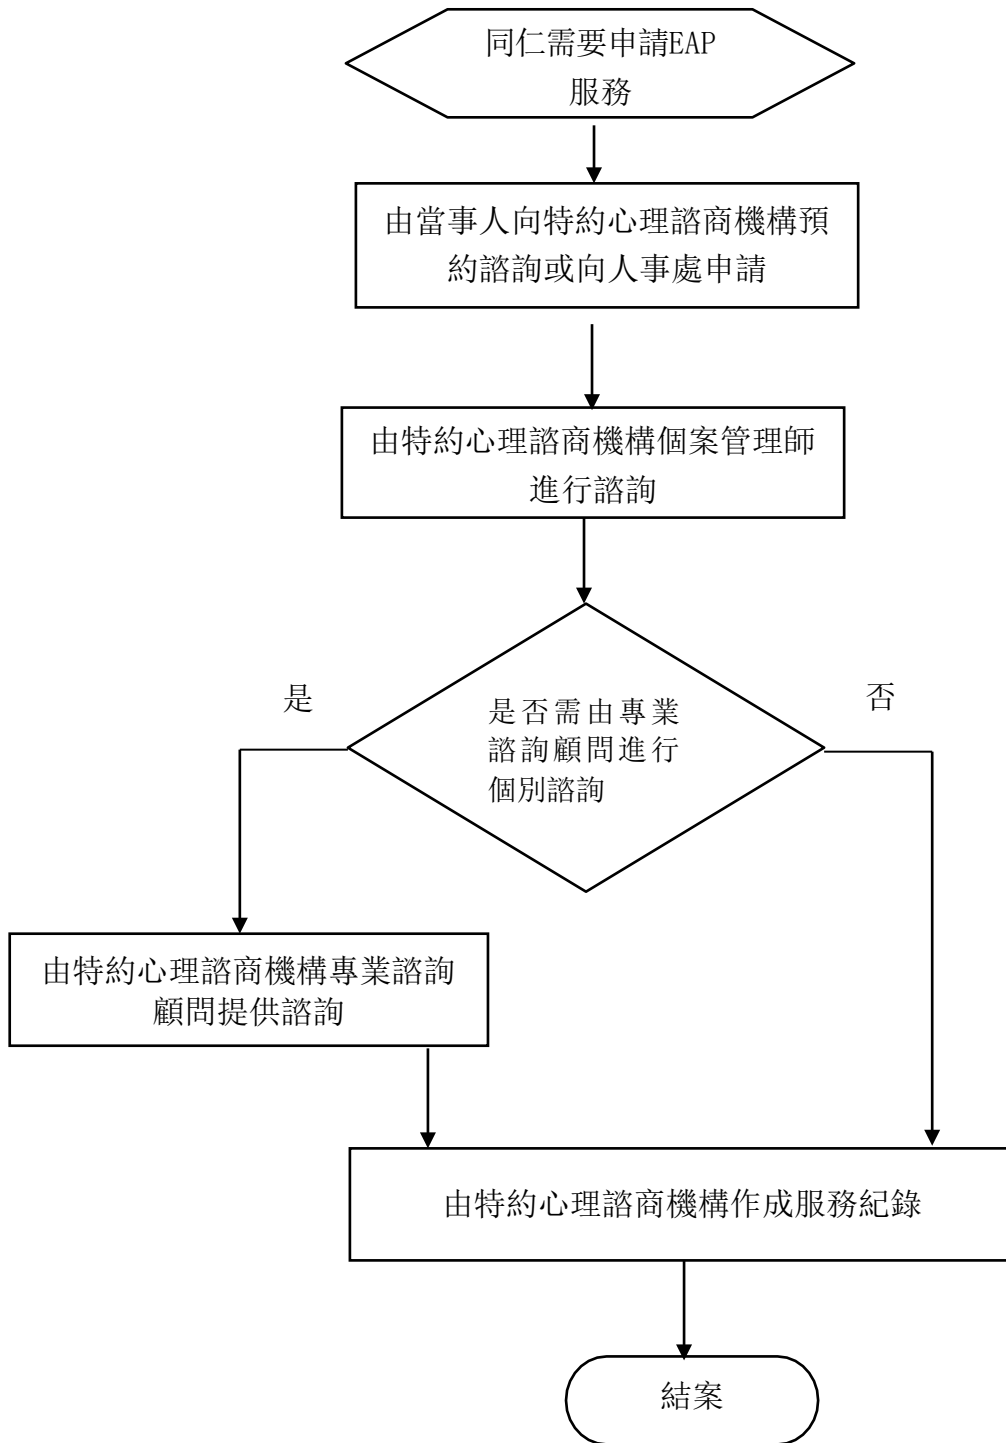 同仁需要申請EAP
服務
由當事人向特約心理諮商機構預
約諮詢或向人事處申請
由特約心理諮商機構個案管理師
進行諮詢
是
否
是否需由專業
諮詢顧問進行
個別諮詢
由特約心理諮商機構專業諮詢
顧問提供諮詢
由特約心理諮商機構作成服務紀錄
結案